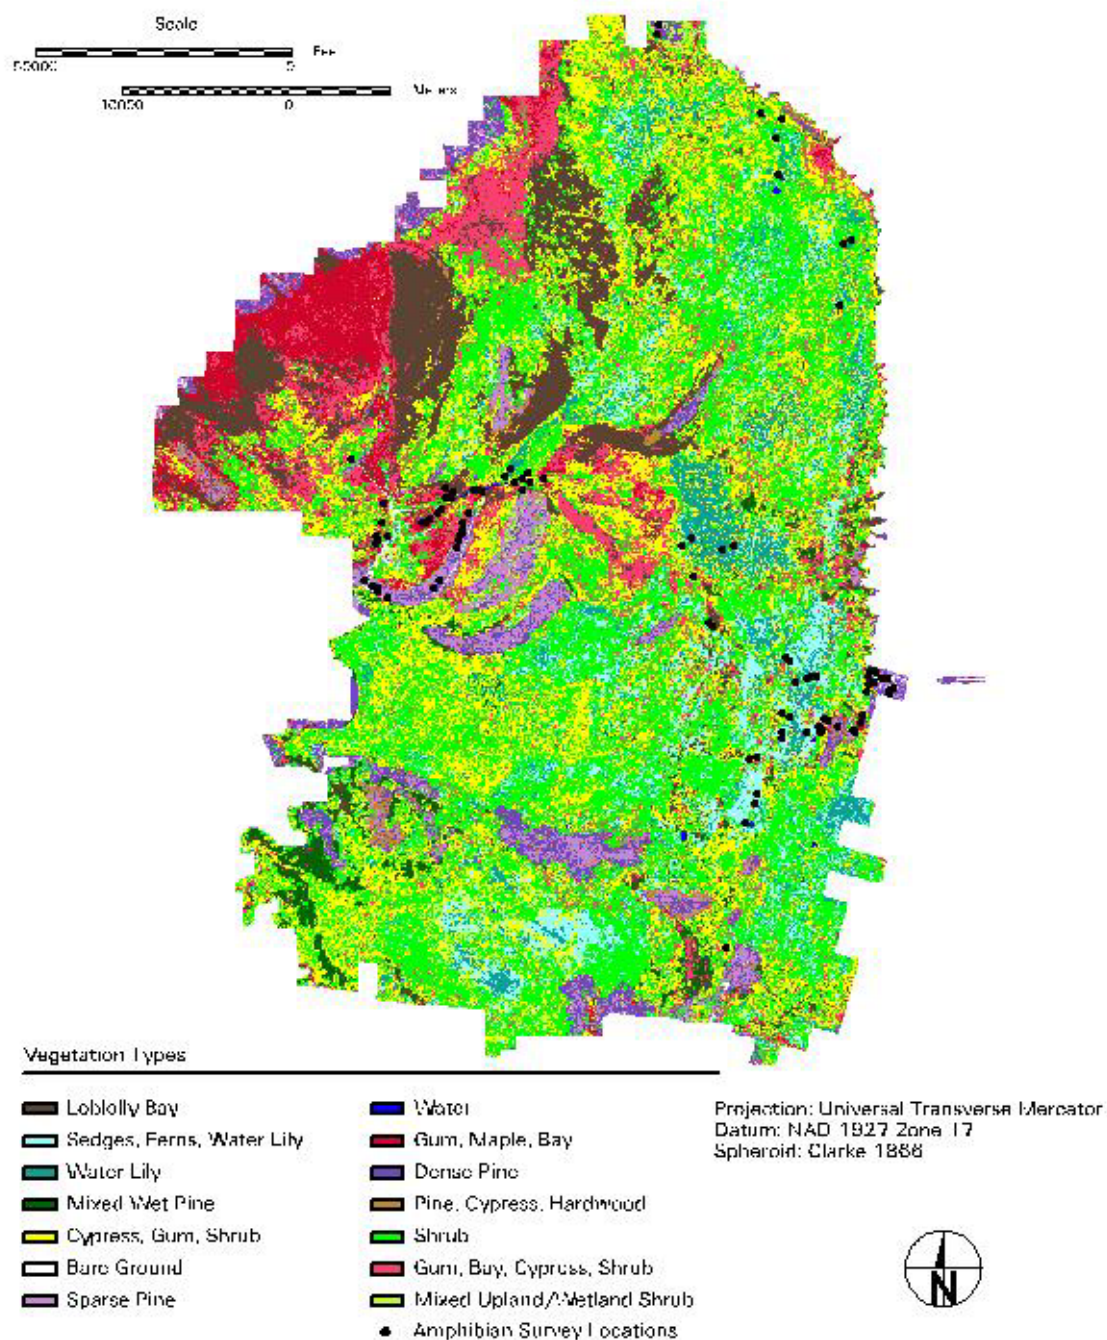 Scale
50000 5 Fee
10050 0 Meters
Vegetation Types
Loblolly Bay
Sedges, Ferns, Water Lily
Water Lily
Mixed Wet Pine
Cypress, Gum, Shrub
Bare Ground
Sparse Pine
Water
Gum, Maple, Bay
Dense Pine
Pine, Cypress, Hardwood
Shrub
Gum, Bay, Cypress, Shrub
Mixed Upland/Wetland Shrub
Amphibian Survey Locations
Projection: Universal Transverse Mercator
Datum: NAD 1927 Zone 17
Spheroid: Clarke 1866
N